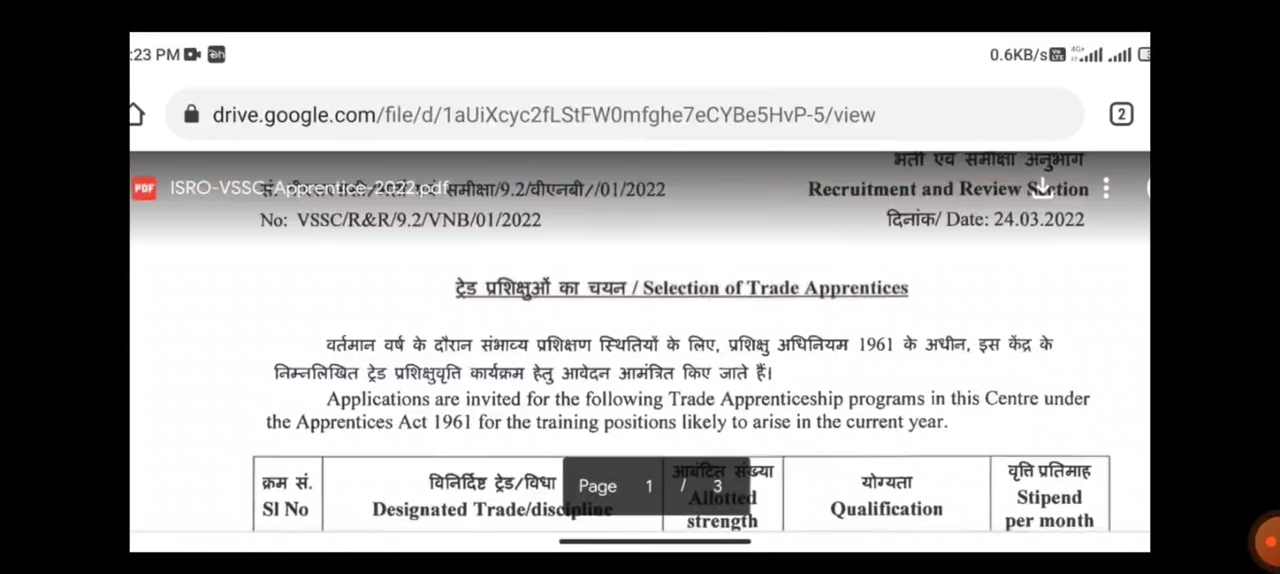 :23 PM
0.6KB/s
drive.google.com/file/d/1aUiXcyc2fLStFW0mfghe7eCYBe5HvP-5/view
2
भर्ती एवं समीक्षा अनुभाग
PDF ISRO-VSSC-Apprentice-2022.pdf
समीक्षा/9.2/वीएनबी//01/2022
Recruitment and Review Section
No: VSSC/R&R/9.2/VNB/01/2022
दिनांक/ Date: 24.03.2022
ट्रेड प्रशिक्षुओं का चयन / Selection of Trade Apprentices
वर्तमान वर्ष के दौरान संभाव्य प्रशिक्षण स्थितियों के लिए, प्रशिक्षु अधिनियम 1961 के अधीन, इस केंद्र के
निम्नलिखित ट्रेड प्रशिक्षुवृत्ति कार्यक्रम हेतु आवेदन आमंत्रित किए जाते हैं।
Applications are invited for the following Trade Apprenticeship programs in this Centre under
the Apprentices Act 1961 for the training positions likely to arise in the current year.
क्रम सं.
Sl No
विनिर्दिष्ट ट्रेड/विधा
Designated Trade/discipline
आबंटित संख्या
Allotted
strength
योग्यता
Qualification
वृत्ति प्रतिमाह
Stipend
per month
Page 1 / 3